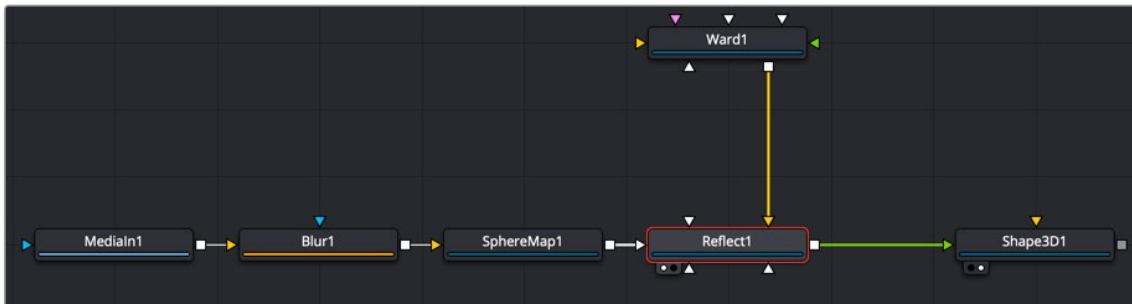 Ward1
MediaIn1
Blur1
SphereMap1
Reflect1
Shape3D1